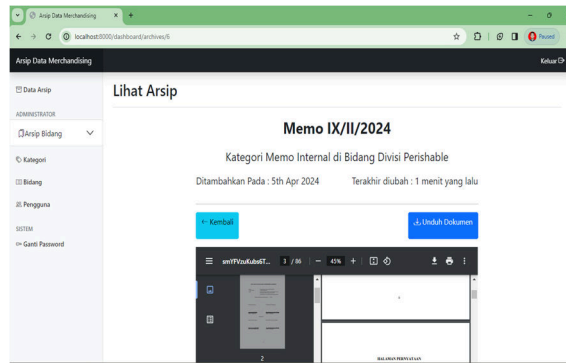 Arsip Data Merchandising
localhost:8000/dashboard/archives/6
Paused
Arsip Data Merchandising
Keluar
Data Arsip
ADMINISTRATOR
Arsip Bidang
Kategori
Bidang
Pengguna
SISTEM
Ganti Password
Lihat Arsip
Memo IX/II/2024
Kategori Memo Internal di Bidang Divisi Perishable
Ditambahkan Pada : 5th Apr 2024 Terakhir diubah : 1 menit yang lalu
← Kembali
Unduh Dokumen
smYFVzuKubs6T... 3 / 86 − 45% +
2
HALAMAN PERNYATAAN